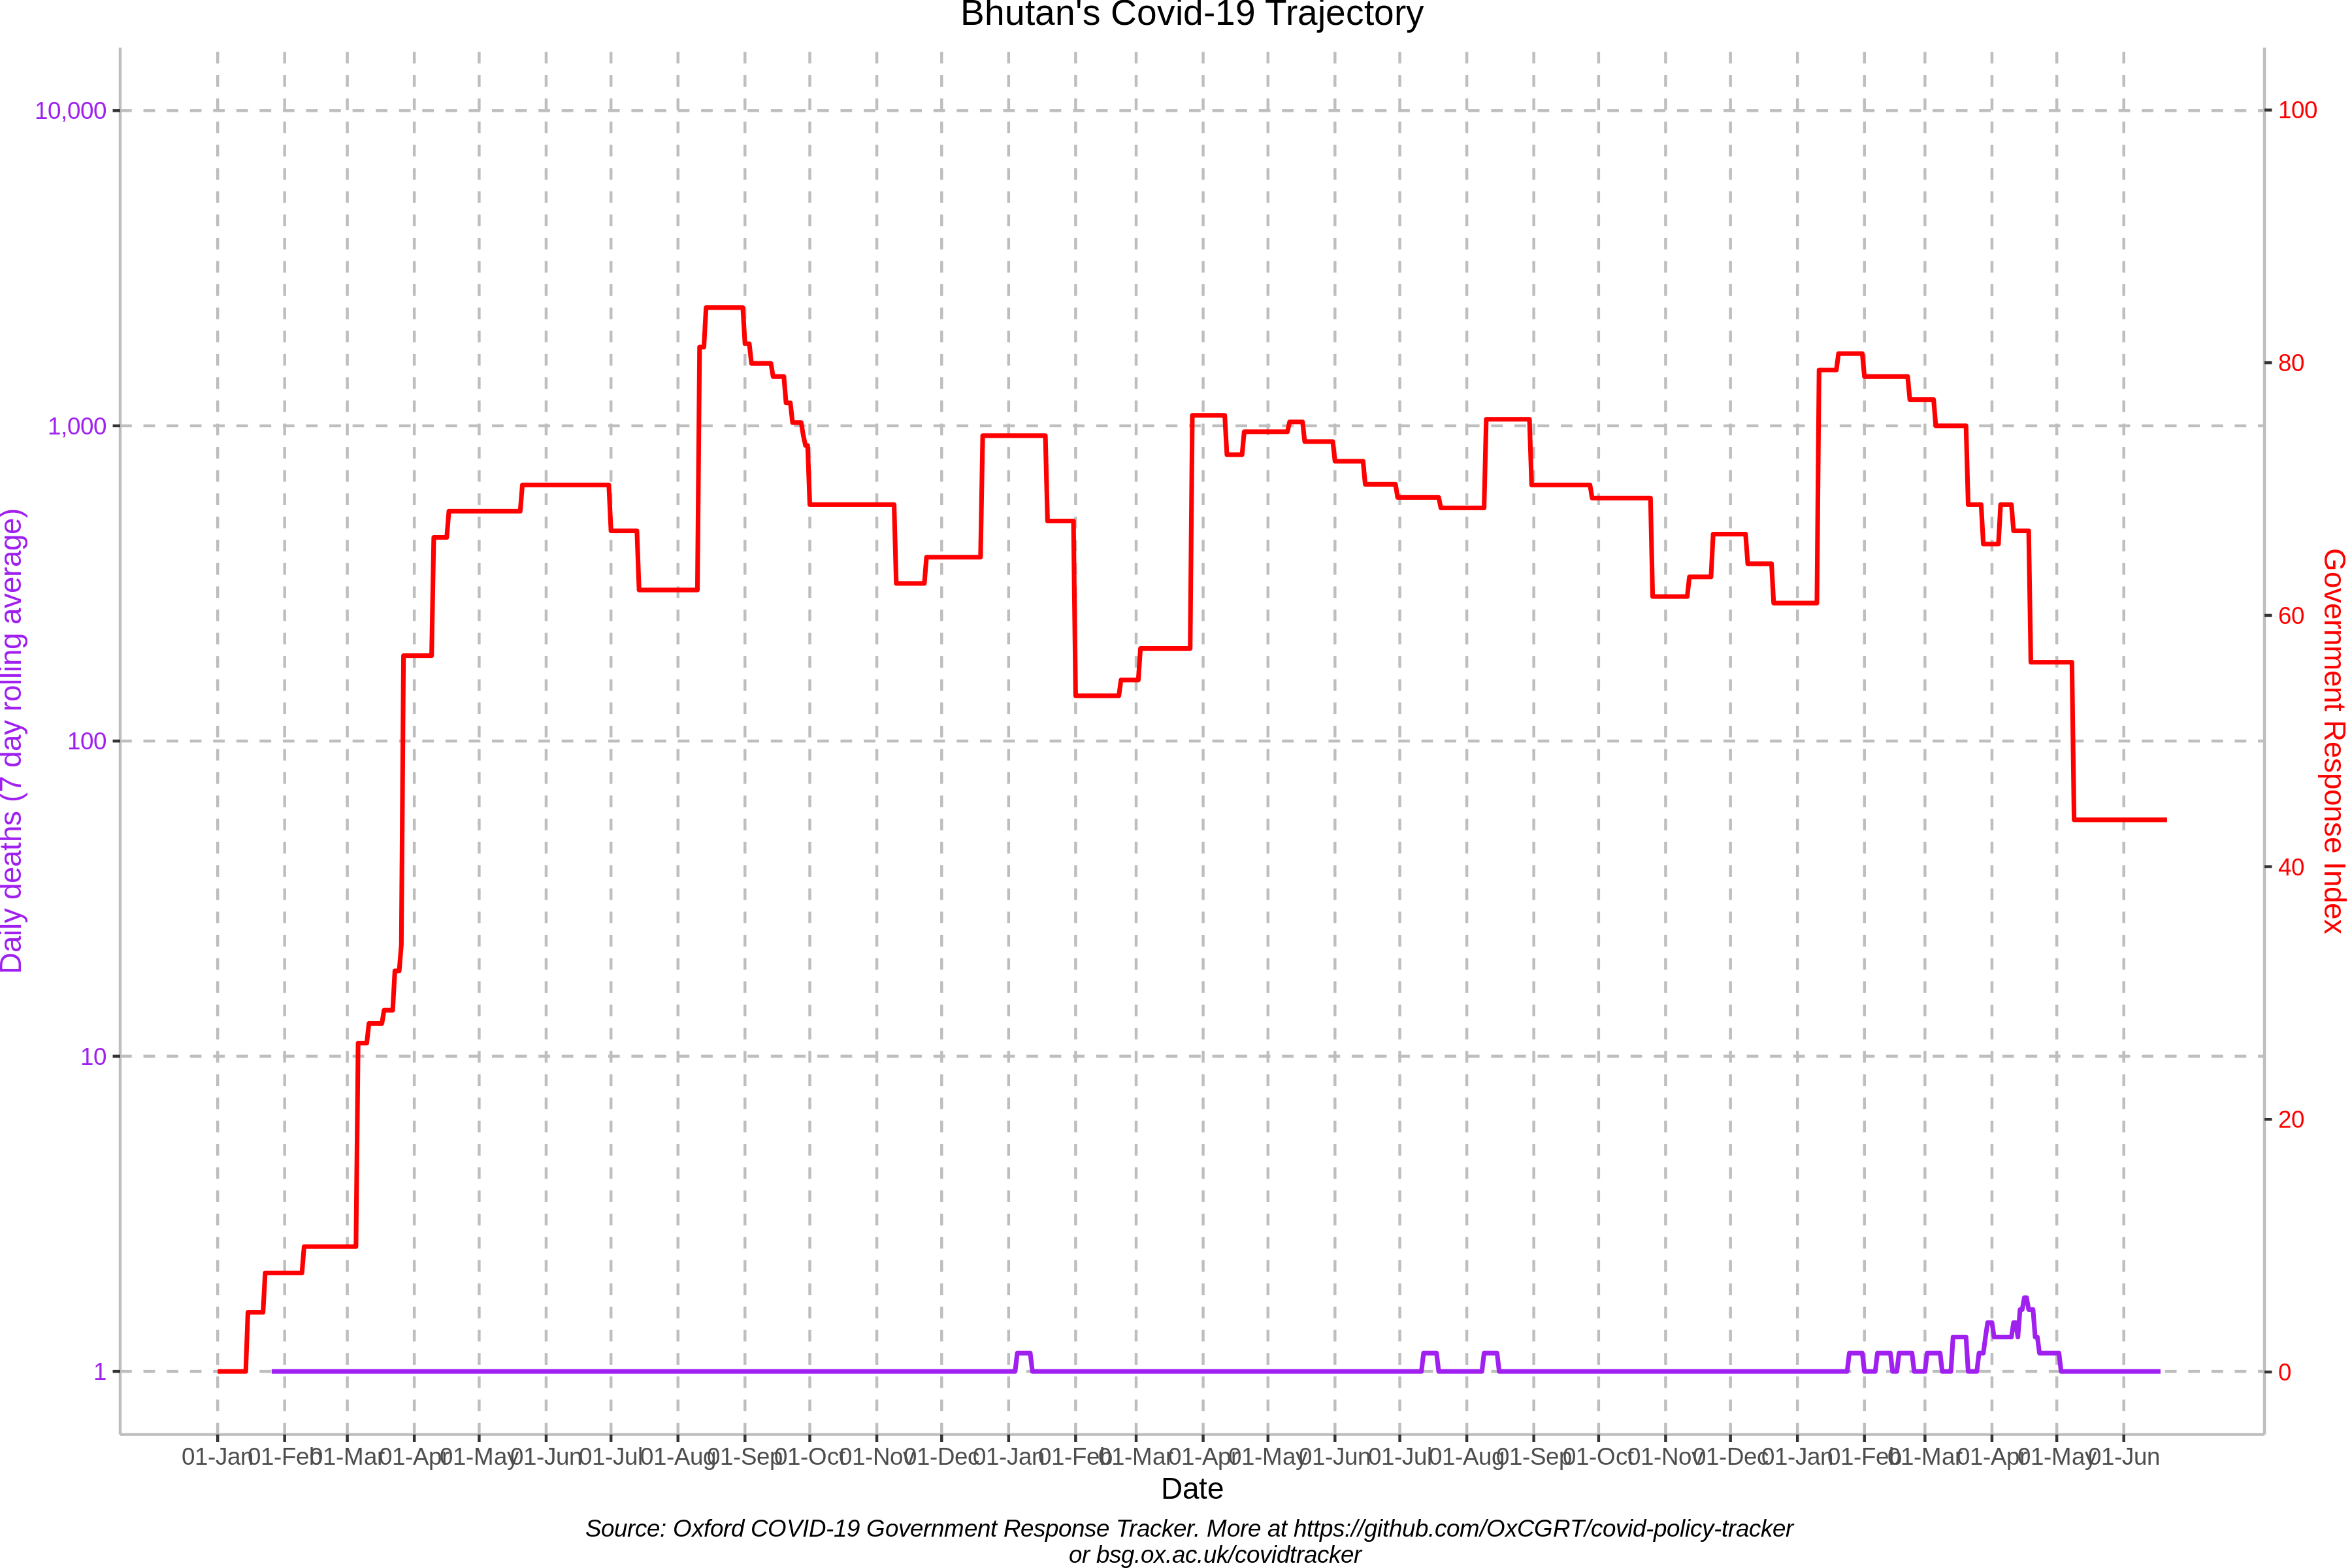 Bhutan's Covid-19 Trajectory
Daily deaths (7 day rolling average)
10,000
1,000
100
10
1
Government Response Index
100
80
60
40
20
0
01-Jan 01-Feb 01-Mar 01-Apr 01-May 01-Jun 01-Jul 01-Aug 01-Sep 01-Oct 01-Nov 01-Dec 01-Jan 01-Feb 01-Mar 01-Apr 01-May 01-Jun 01-Jul 01-Aug 01-Sep 01-Oct 01-Nov 01-Dec 01-Jan 01-Feb 01-Mar 01-Apr 01-May 01-Jun
Date
Source: Oxford COVID-19 Government Response Tracker. More at https://github.com/OxCGRT/covid-policy-tracker
or bsg.ox.ac.uk/covidtracker